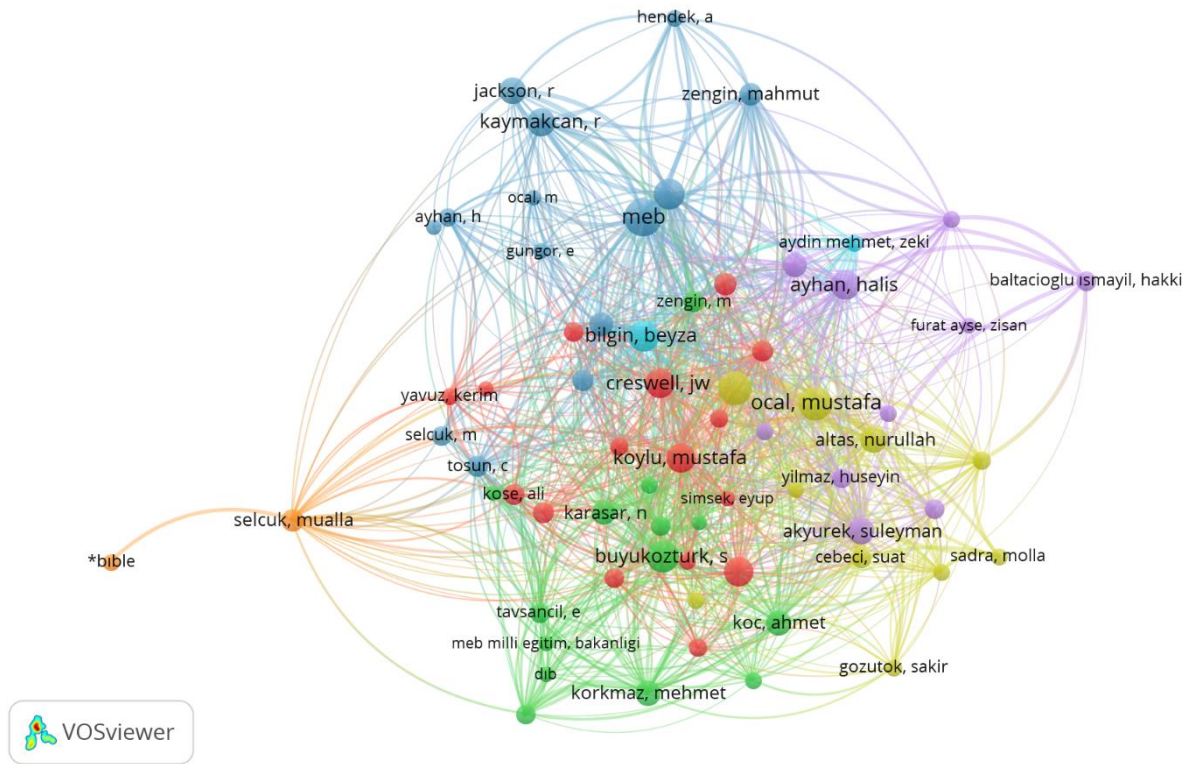 hendek, a
jackson, r
zengin, mahmut
kaymakcan, r
ocal, m
ayhan, h
meb
gungor, e
aydin mehmet, zeki
ayhan, halis
baltacioglu ısmayil, hakki
zengin, m
furat ayse, zisan
bilgin, beyza
creswell, jw
yavuz, kerim
ocal, mustafa
selcuk, m
altas, nurullah
koylu, mustafa
tosun, c
yilmaz, huseyin
kose, ali
simsek, eyup
karasar, n
selcuk, mualla
akyurek, suleyman
buyukozturk, s
cebeci, suat
sadra, molla
*bıble
tavsancil, e
koc, ahmet
meb milli egitim, bakanligi
gozutok, sakir
dıb
korkmaz, mehmet
VOSviewer